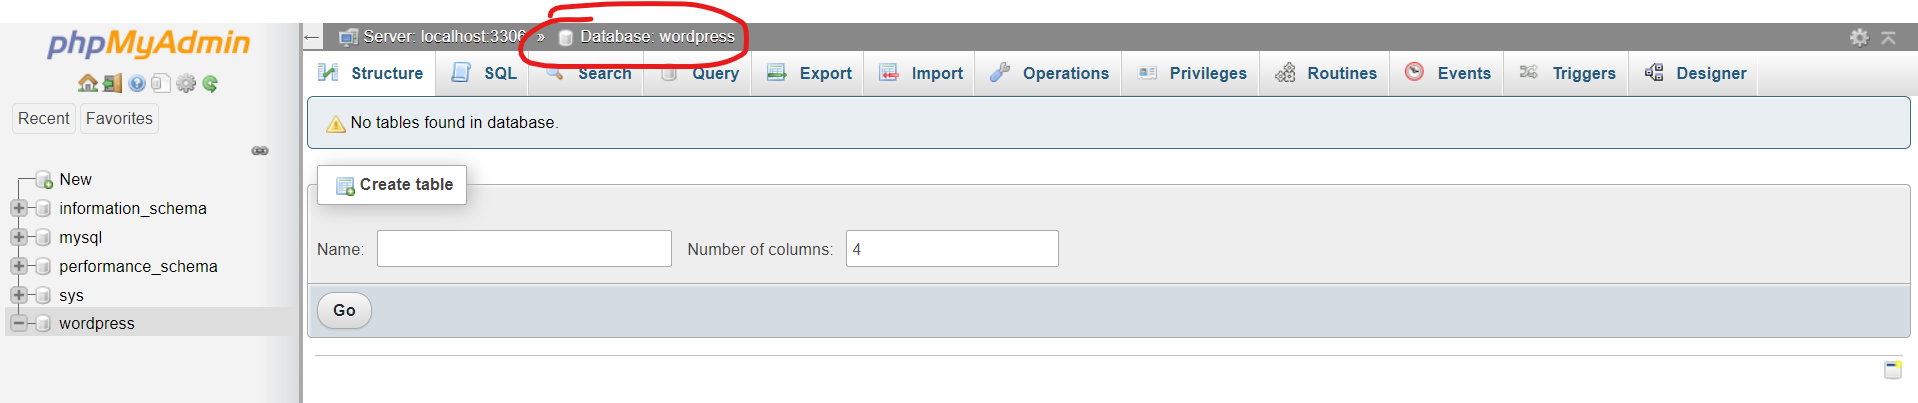 phpMyAdmin
Recent Favorites
New
information_schema
mysql
performance_schema
sys
wordpress
Server: localhost:3306 » Database: wordpress
Structure SQL Search Query Export Import Operations Privileges Routines Events Triggers Designer
No tables found in database.
Create table
Name: Number of columns: 4
Go